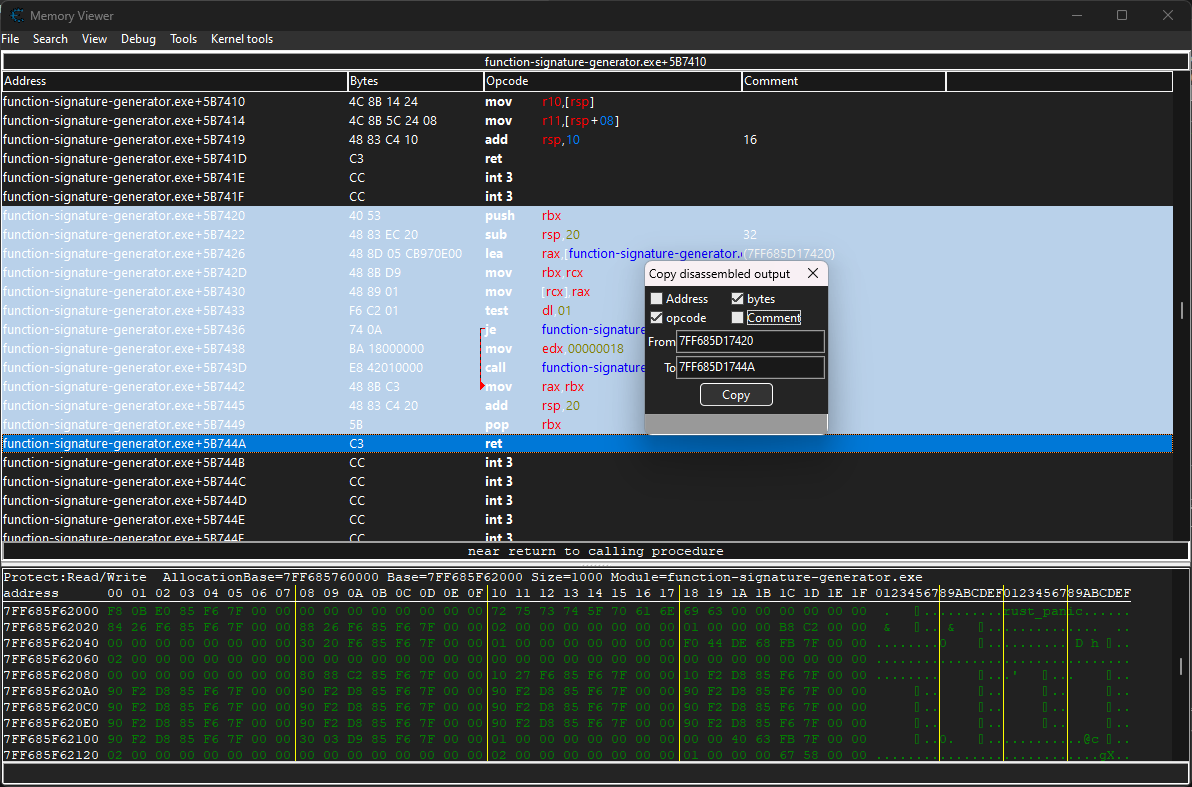 Memory Viewer
File Search View Debug Tools Kernel tools
function-signature-generator.exe+5B7410
Address Bytes Opcode Comment
function-signature-generator.exe+5B7410 4C 8B 14 24 mov r10,[rsp]
function-signature-generator.exe+5B7414 4C 8B 5C 24 08 mov r11,[rsp+08]
function-signature-generator.exe+5B7419 48 83 C4 10 add rsp,10 16
function-signature-generator.exe+5B741D C3 ret
function-signature-generator.exe+5B741E CC int 3
function-signature-generator.exe+5B741F CC int 3
function-signature-generator.exe+5B7420 40 53 push rbx
function-signature-generator.exe+5B7422 48 83 EC 20 sub rsp,20 32
function-signature-generator.exe+5B7426 48 8D 05 CB970E00 lea rax,[function-signature-generator. (7FF685D17420)
function-signature-generator.exe+5B742D 48 8B D9 mov rbx,rcx
function-signature-generator.exe+5B7430 48 89 01 mov [rcx],rax
function-signature-generator.exe+5B7433 F6 C2 01 test dl,01
function-signature-generator.exe+5B7436 74 0A je function-signature
function-signature-generator.exe+5B7438 BA 18000000 mov edx,00000018
function-signature-generator.exe+5B743D E8 42010000 call function-signature
function-signature-generator.exe+5B7442 48 8B C3 mov rax,rbx
function-signature-generator.exe+5B7445 48 83 C4 20 add rsp,20
function-signature-generator.exe+5B7449 5B pop rbx
function-signature-generator.exe+5B744A C3 ret
function-signature-generator.exe+5B744B CC int 3
function-signature-generator.exe+5B744C CC int 3
function-signature-generator.exe+5B744D CC int 3
function-signature-generator.exe+5B744E CC int 3
function-signature-generator.exe+5B744F CC int 3
Copy disassembled output
Address bytes
opcode Comment
From 7FF685D17420
To 7FF685D1744A
Copy
near return to calling procedure
Protect:Read/Write AllocationBase=7FF685760000 Base=7FF685F62000 Size=1000 Module=function-signature-generator.exe
address 00 01 02 03 04 05 06 07 08 09 0A 0B 0C 0D 0E 0F 10 11 12 13 14 15 16 17 18 19 1A 1B 1C 1D 1E 1F 0123456789ABCDEF0123456789ABCDEF
7FF685F62000 F8 0B E0 85 F6 7F 00 00 00 00 00 00 00 00 00 00 72 75 73 74 5F 70 61 6E 69 63 00 00 00 00 00 00 rust_panic......
7FF685F62020 84 26 F6 85 F6 7F 00 00 88 26 F6 85 F6 7F 00 00 02 00 00 00 00 00 00 00 01 00 00 00 B8 C2 00 00
7FF685F62040 00 00 00 00 00 00 00 00 30 20 F6 85 F6 7F 00 00 01 00 00 00 00 00 00 00 F0 44 DE 68 FB 7F 00 00
7FF685F62060 02 00 00 00 00 00 00 00 00 00 00 00 00 00 00 00 00 00 00 00 00 00 00 00 00 00 00 00 00 00 00 00
7FF685F62080 00 00 00 00 00 00 00 00 80 88 C2 85 F6 7F 00 00 10 27 F6 85 F6 7F 00 00 10 F2 D8 85 F6 7F 00 00
7FF685F620A0 90 F2 D8 85 F6 7F 00 00 90 F2 D8 85 F6 7F 00 00 90 F2 D8 85 F6 7F 00 00 90 F2 D8 85 F6 7F 00 00
7FF685F620C0 90 F2 D8 85 F6 7F 00 00 90 F2 D8 85 F6 7F 00 00 90 F2 D8 85 F6 7F 00 00 90 F2 D8 85 F6 7F 00 00
7FF685F620E0 90 F2 D8 85 F6 7F 00 00 90 F2 D8 85 F6 7F 00 00 90 F2 D8 85 F6 7F 00 00 90 F2 D8 85 F6 7F 00 00
7FF685F62100 90 F2 D8 85 F6 7F 00 00 30 03 D9 85 F6 7F 00 00 01 00 00 00 00 00 00 00 00 40 63 FB 7F 00 00
7FF685F62120 02 00 00 00 00 00 00 00 00 00 00 00 00 00 00 00 02 00 00 00 00 00 00 00 01 00 00 00 67 58 00 00